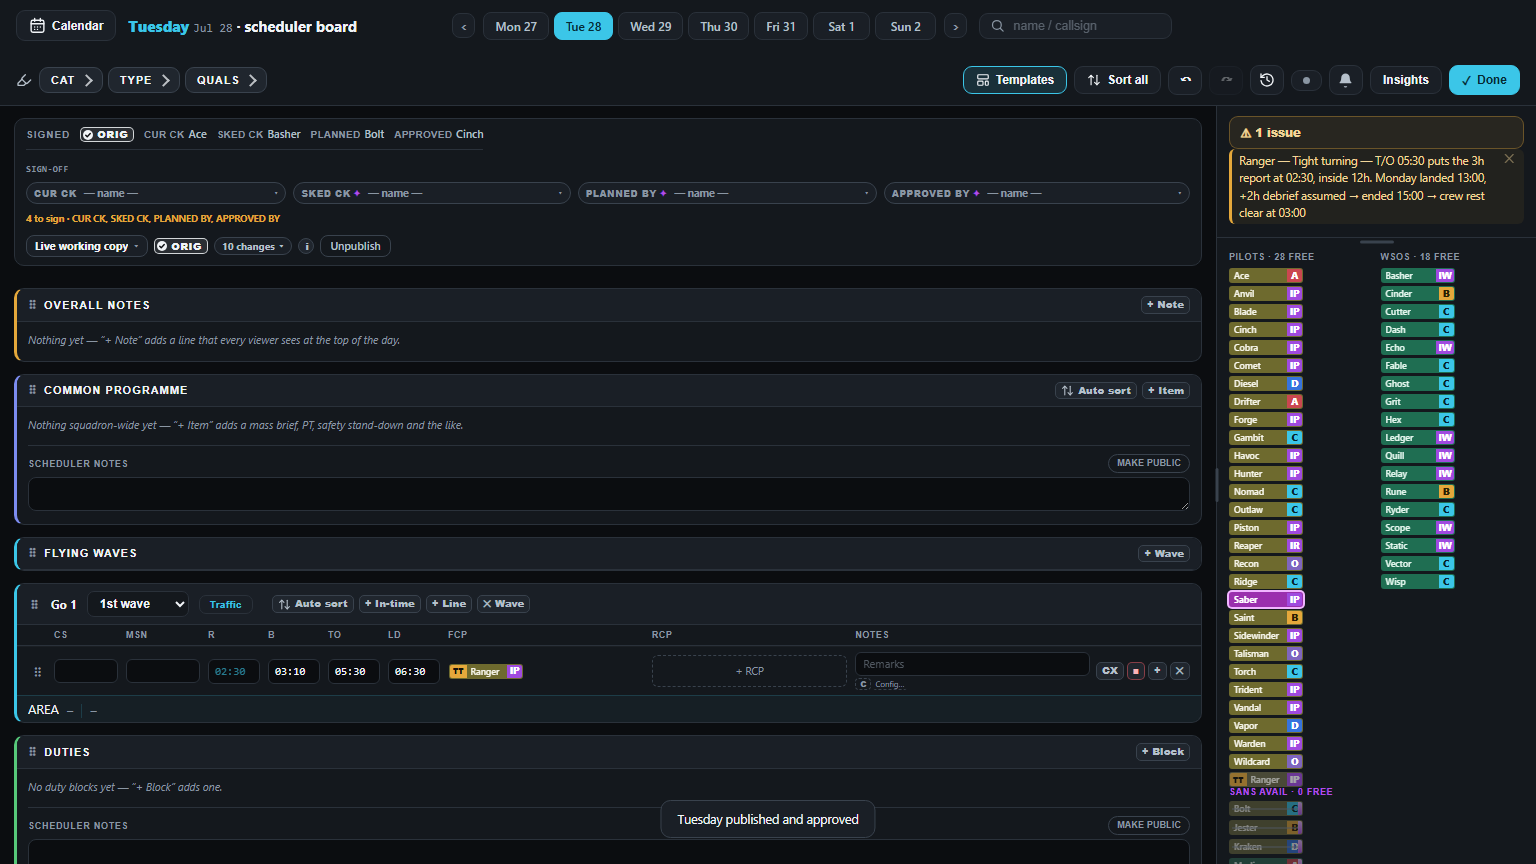 Calendar
Tuesday Jul 28 · scheduler board
‹ Mon 27 Tue 28 Wed 29 Thu 30 Fri 31 Sat 1 Sun 2 ›
name / callsign
CAT TYPE QUALS
Templates Sort all Insights ✓ Done
SIGNED ORIG CUR CK Ace SKED CK Basher PLANNED Bolt APPROVED Cinch
SIGN-OFF
CUR CK — name — SKED CK ✦ — name — PLANNED BY ✦ — name — APPROVED BY ✦ — name —
4 to sign · CUR CK, SKED CK, PLANNED BY, APPROVED BY
Live working copy ORIG 10 changes i Unpublish
OVERALL NOTES + Note
Nothing yet — "+ Note" adds a line that every viewer sees at the top of the day.
COMMON PROGRAMME Auto sort + Item
Nothing squadron-wide yet — "+ Item" adds a mass brief, PT, safety stand-down and the like.
SCHEDULER NOTES MAKE PUBLIC
FLYING WAVES + Wave
Go 1 1st wave Traffic Auto sort + In-time + Line ✕ Wave
CS MSN R B TO LD FCP RCP NOTES
02:30 03:10 05:30 06:30 TT Ranger IP + RCP Remarks CX + ✕
C Config...
AREA – | –
DUTIES + Block
No duty blocks yet — "+ Block" adds one.
SCHEDULER NOTES MAKE PUBLIC
Tuesday published and approved
⚠ 1 issue
Ranger — Tight turning — T/O 05:30 puts the 3h
report at 02:30, inside 12h. Monday landed 13:00,
+2h debrief assumed → ended 15:00 → crew rest
clear at 03:00
PILOTS · 28 FREE
Ace A
Anvil IP
Blade IP
Cinch IP
Cobra IP
Comet IP
Diesel D
Drifter A
Forge IP
Gambit C
Havoc IP
Hunter IP
Nomad C
Outlaw C
Piston IP
Reaper IR
Recon O
Ridge C
Saber IP
Saint B
Sidewinder IP
Talisman O
Torch C
Trident IP
Vandal IP
Vapor D
Warden IP
Wildcard O
TT Ranger IP
SANS AVAIL · 0 FREE
Bolt C
Jester B
Kraken D
WSOS · 18 FREE
Basher IW
Cinder B
Cutter C
Dash C
Echo IW
Fable C
Ghost C
Grit C
Hex C
Ledger IW
Quill IW
Relay IW
Rune B
Ryder C
Scope IW
Static IW
Vector C
Wisp C